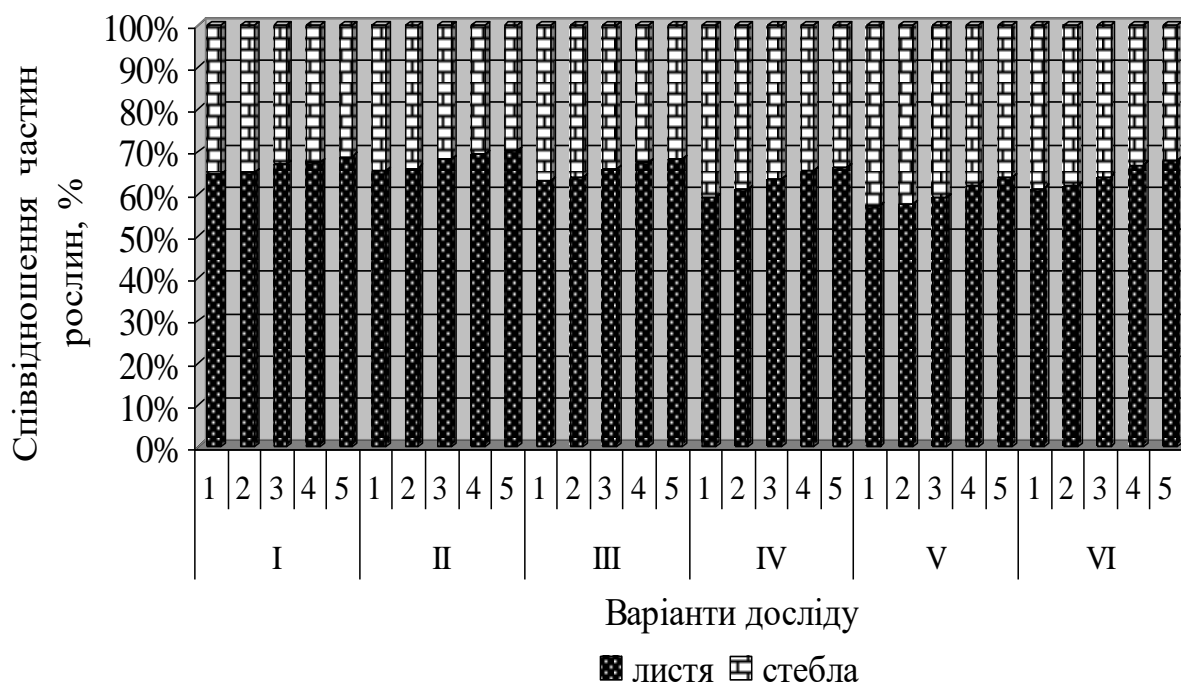 Співвідношення частин
рослин, %
100%
90%
80%
70%
60%
50%
40%
30%
20%
10%
0%
1 2 3 4 5 1 2 3 4 5 1 2 3 4 5 1 2 3 4 5 1 2 3 4 5 1 2 3 4 5
I II III IV V VI
Варіанти досліду
листя стебла